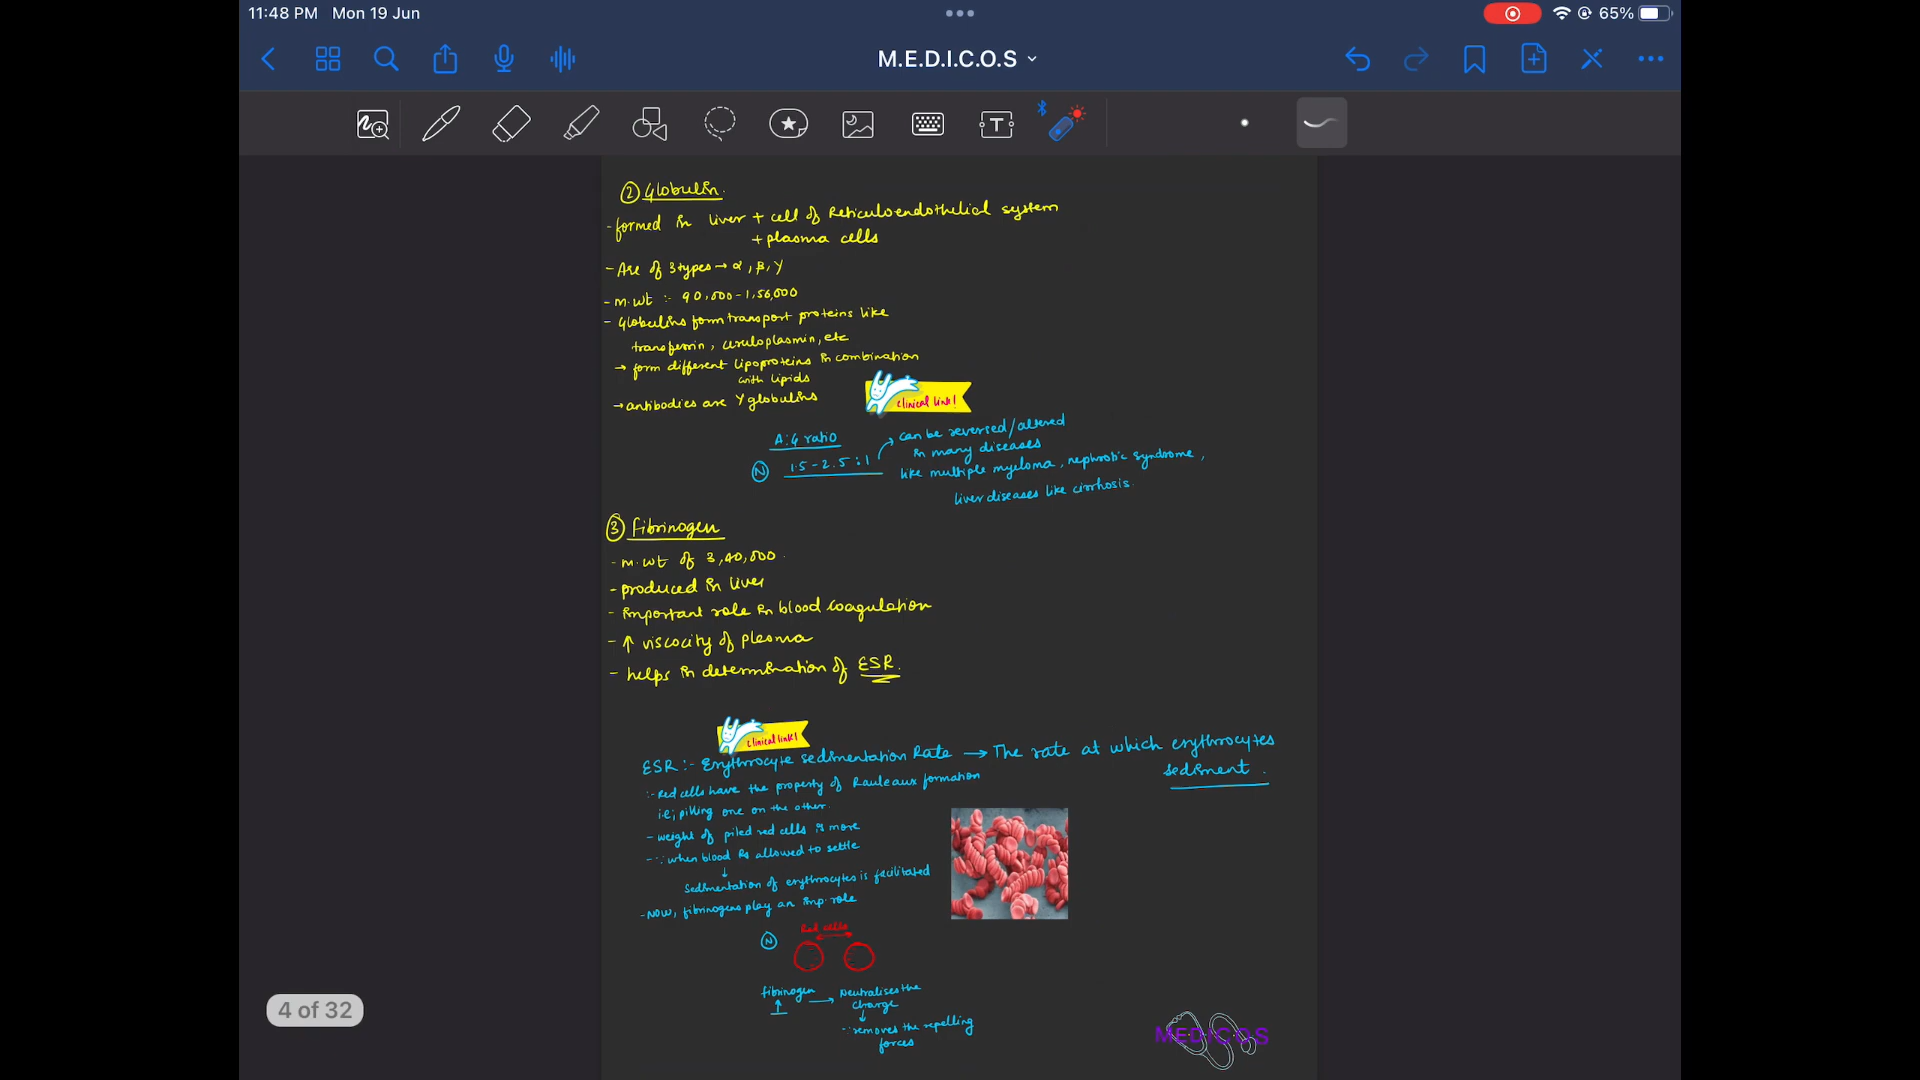 11:48 PM Mon 19 Jun
65%
M.E.D.I.C.O.S
T
② Globulin.
- formed in liver + cell of Reticuloendothelial system
+ plasma cells
- Are of 3 types → α, β, γ
- m.wt :- 90,000 - 1,56,000
- Globulins form transport proteins like
transferrin, ceruloplasmin, etc
→ form different lipoproteins in combination
with lipids
→ antibodies are γ globulins
clinical link!
A:G ratio
can be reversed/altered
in many diseases
N 1.5 - 2.5 : 1
like multiple myeloma, nephrotic syndrome,
liver diseases like cirrhosis
③ fibrinogen
- m.wt of 3,40,000.
- produced in liver
- important role in blood coagulation
- ↑ viscocity of plasma
- helps in determination of ESR.
clinical link!
ESR :- Erythrocyte sedimentation Rate → The rate at which erythrocytes
sediment.
:- Red cells have the property of Rauleaux formation
i.e; pilling one on the other.
- weight of piled red cells is more
- ∵ when blood is allowed to settle
↓
Sedimentation of erythrocytes is facilitated
- Now, fibrinogens play an imp. role
Red cells
N
fibrinogen ↑ → Neutralises the
charge
↓
∴ removes the repelling
forces
4 of 32
MEDICOS